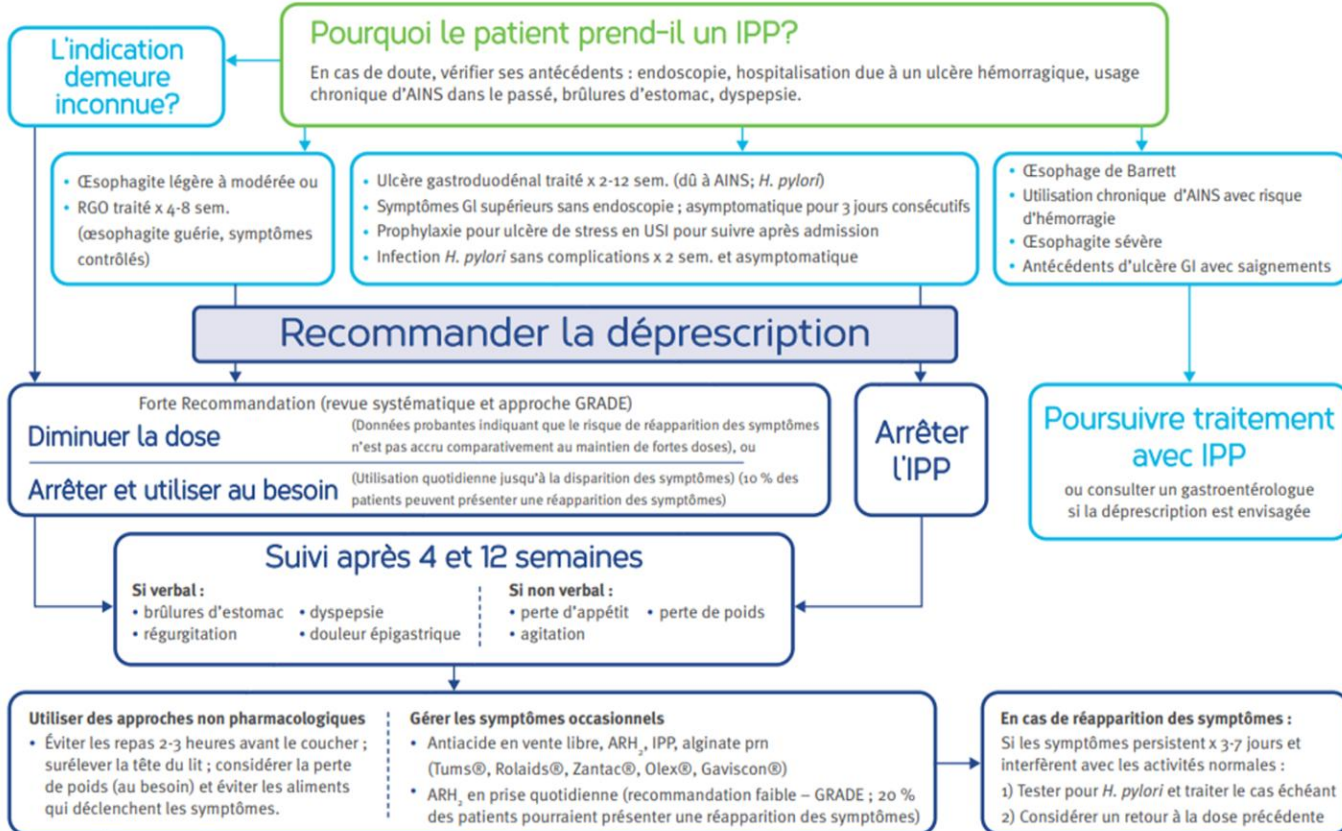 Pourquoi le patient prend-il un IPP?
En cas de doute, vérifier ses antécédents : endoscopie, hospitalisation due à un ulcère hémorragique, usage
chronique d'AINS dans le passé, brûlures d'estomac, dyspepsie.
L'indication
demeure
inconnue?
• Œsophagite légère à modérée ou
• RGO traité x 4-8 sem.
(œsophagite guérie, symptômes
contrôlés)
• Ulcère gastroduodénal traité x 2-12 sem. (dû à AINS; H. pylori)
• Symptômes GI supérieurs sans endoscopie ; asymptomatique pour 3 jours consécutifs
• Prophylaxie pour ulcère de stress en USI pour suivre après admission
• Infection H. pylori sans complications x 2 sem. et asymptomatique
• Œsophage de Barrett
• Utilisation chronique d'AINS avec risque
d'hémorragie
• Œsophagite sévère
• Antécédents d'ulcère GI avec saignements
Recommander la déprescription
Forte Recommandation (revue systématique et approche GRADE)
Diminuer la dose
(Données probantes indiquant que le risque de réapparition des symptômes
n'est pas accru comparativement au maintien de fortes doses), ou
Arrêter et utiliser au besoin
(Utilisation quotidienne jusqu'à la disparition des symptômes) (10 % des
patients peuvent présenter une réapparition des symptômes)
Arrêter
l'IPP
Poursuivre traitement
avec IPP
ou consulter un gastroentérologue
si la déprescription est envisagée
Suivi après 4 et 12 semaines
Si verbal :
• brûlures d'estomac • dyspepsie
• régurgitation • douleur épigastrique
Si non verbal :
• perte d'appétit • perte de poids
• agitation
Utiliser des approches non pharmacologiques
• Éviter les repas 2-3 heures avant le coucher ;
surélever la tête du lit ; considérer la perte
de poids (au besoin) et éviter les aliments
qui déclenchent les symptômes.
Gérer les symptômes occasionnels
• Antiacide en vente libre, ARH₂, IPP, alginate prn
(Tums®, Rolaids®, Zantac®, Olex®, Gaviscon®)
• ARH₂ en prise quotidienne (recommandation faible – GRADE ; 20 %
des patients pourraient présenter une réapparition des symptômes)
En cas de réapparition des symptômes :
Si les symptômes persistent x 3-7 jours et
interfèrent avec les activités normales :
1) Tester pour H. pylori et traiter le cas échéant
2) Considérer un retour à la dose précédente